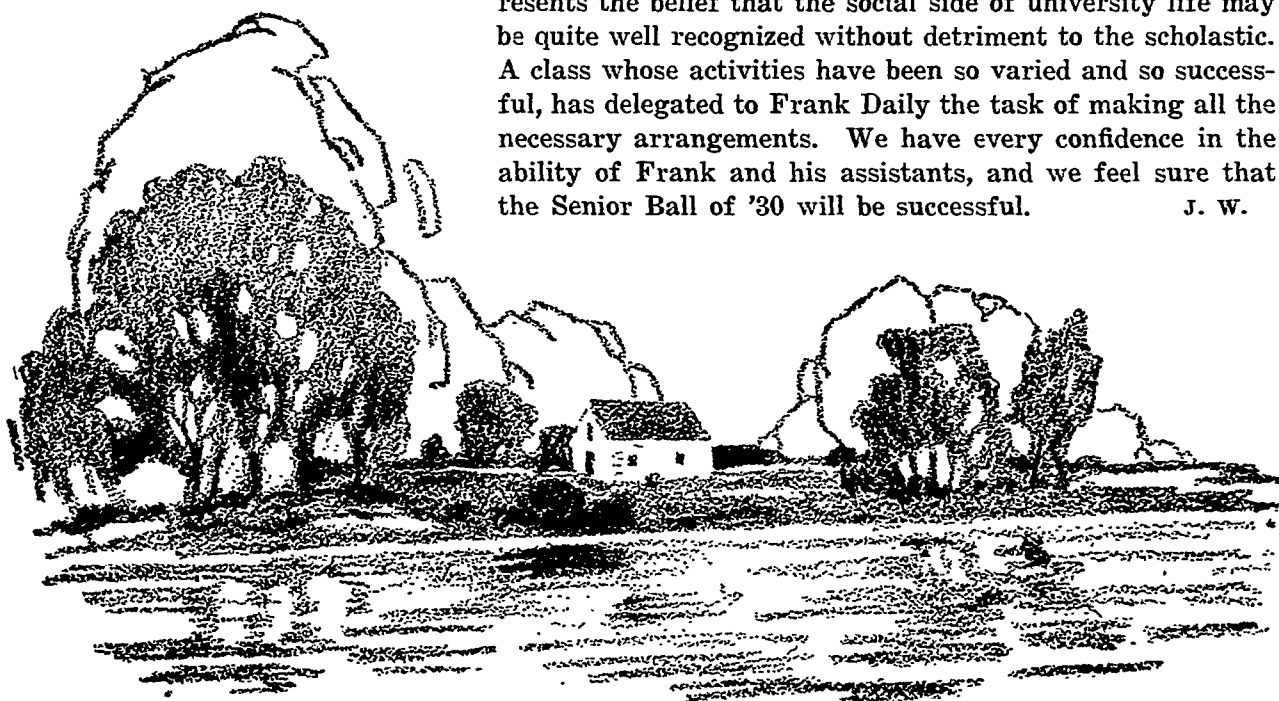 resents the belief that the social side of university life may
be quite well recognized without detriment to the scholastic.
A class whose activities have been so varied and so success-
ful, has delegated to Frank Daily the task of making all the
necessary arrangements. We have every confidence in the
ability of Frank and his assistants, and we feel sure that
the Senior Ball of '30 will be successful. J. W.